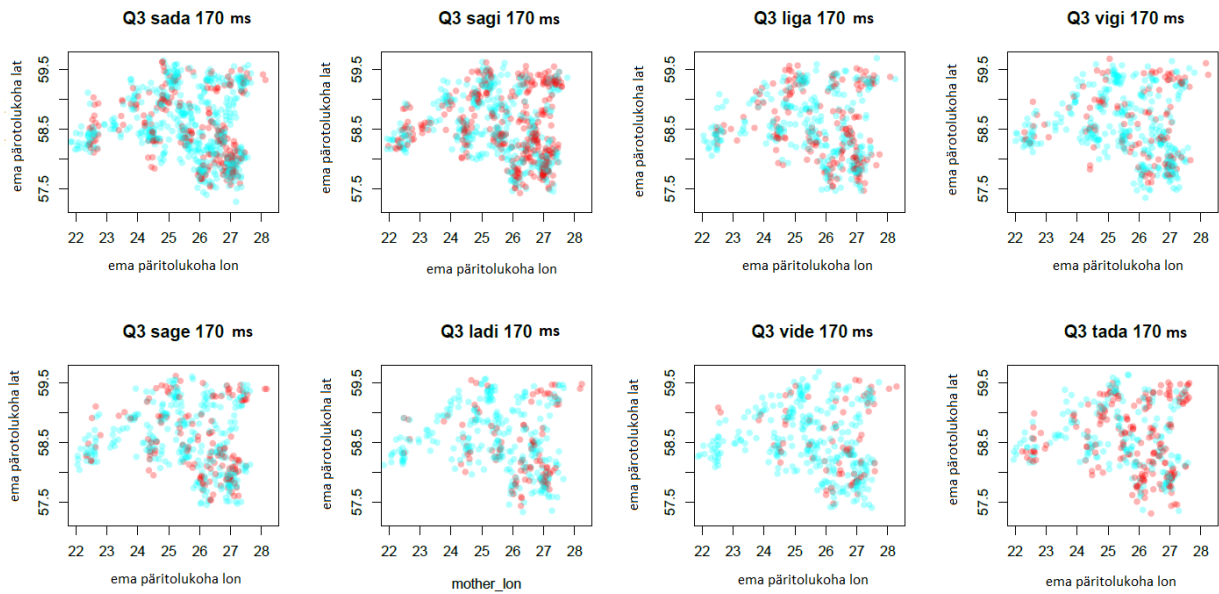 Q3 sada 170 ms
Q3 sagi 170 ms
Q3 liga 170 ms
Q3 vigi 170 ms
ema pärotolukoha lat
59.5
58.5
57.5
22 23 24 25 26 27 28
ema päritolukoha lon
ema pärotolukoha lat
59.5
58.5
57.5
22 23 24 25 26 27 28
ema päritolukoha lon
ema pärotolukoha lat
59.5
58.5
57.5
22 23 24 25 26 27 28
ema päritolukoha lon
ema pärotolukoha lat
59.5
58.5
57.5
22 23 24 25 26 27 28
ema päritolukoha lon
Q3 sage 170 ms
Q3 ladi 170 ms
Q3 vide 170 ms
Q3 tada 170 ms
ema pärotolukoha lat
59.5
58.5
57.5
22 23 24 25 26 27 28
ema päritolukoha lon
ema pärotolukoha lat
59.5
58.5
57.5
22 23 24 25 26 27 28
mother_lon
ema pärotolukoha lat
59.5
58.5
57.5
22 23 24 25 26 27 28
ema päritolukoha lon
ema pärotolukoha lat
59.5
58.5
57.5
22 23 24 25 26 27 28
ema päritolukoha lon